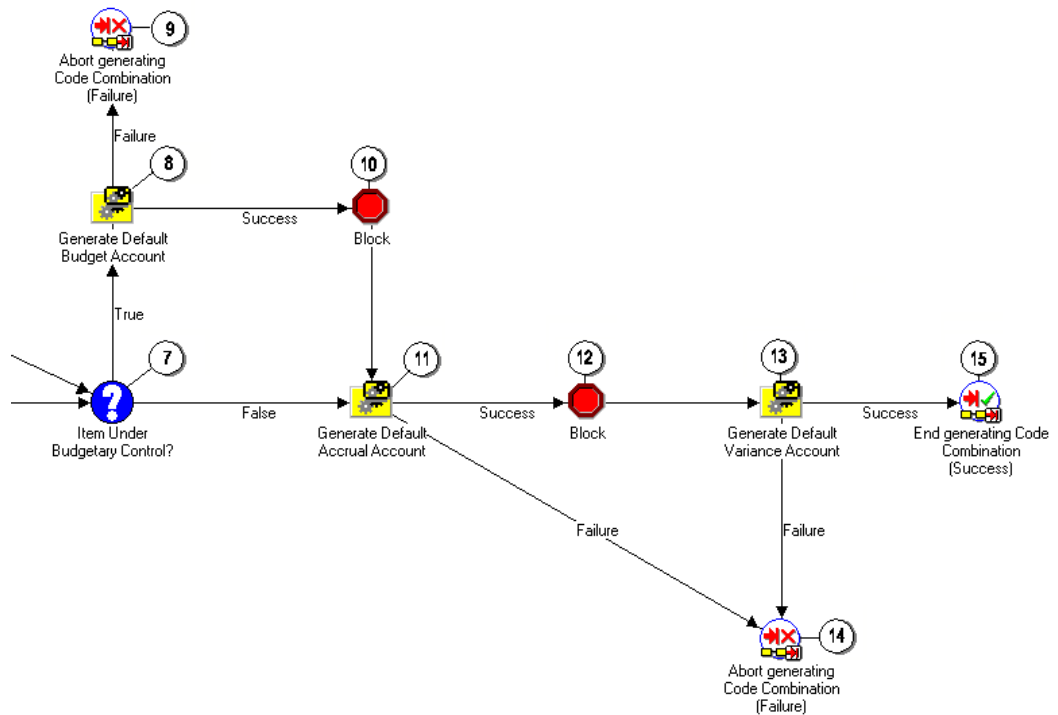 9
Abort generating
Code Combination
(Failure)
Failure
8
10
Success
Generate Default
Budget Account
Block
True
7
11
12
13
15
False
Success
Success
Item Under
Budgetary Control?
Generate Default
Accrual Account
Block
Generate Default
Variance Account
End generating Code
Combination
(Success)
Failure
Failure
14
Abort generating
Code Combination
(Failure)